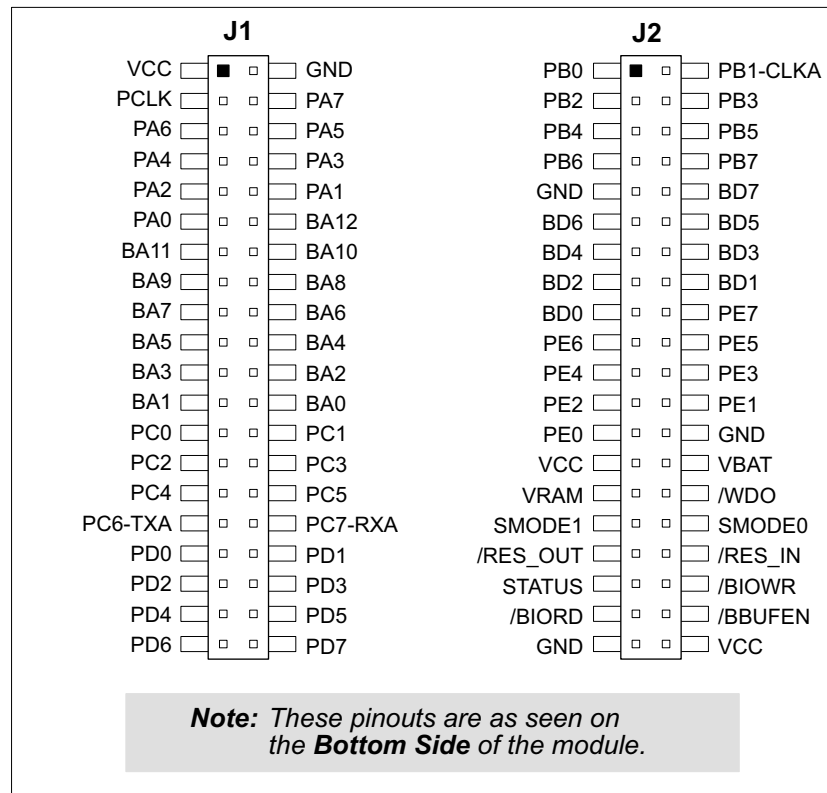 J1 J2
VCC GND PB0 PB1-CLKA
PCLK PA7 PB2 PB3
PA6 PA5 PB4 PB5
PA4 PA3 PB6 PB7
PA2 PA1 GND BD7
PA0 BA12 BD6 BD5
BA11 BA10 BD4 BD3
BA9 BA8 BD2 BD1
BA7 BA6 BD0 PE7
BA5 BA4 PE6 PE5
BA3 BA2 PE4 PE3
BA1 BA0 PE2 PE1
PC0 PC1 PE0 GND
PC2 PC3 VCC VBAT
PC4 PC5 VRAM /WDO
PC6-TXA PC7-RXA SMODE1 SMODE0
PD0 PD1 /RES_OUT /RES_IN
PD2 PD3 STATUS /BIOWR
PD4 PD5 /BIORD /BBUFEN
PD6 PD7 GND VCC
Note: These pinouts are as seen on
the Bottom Side of the module.